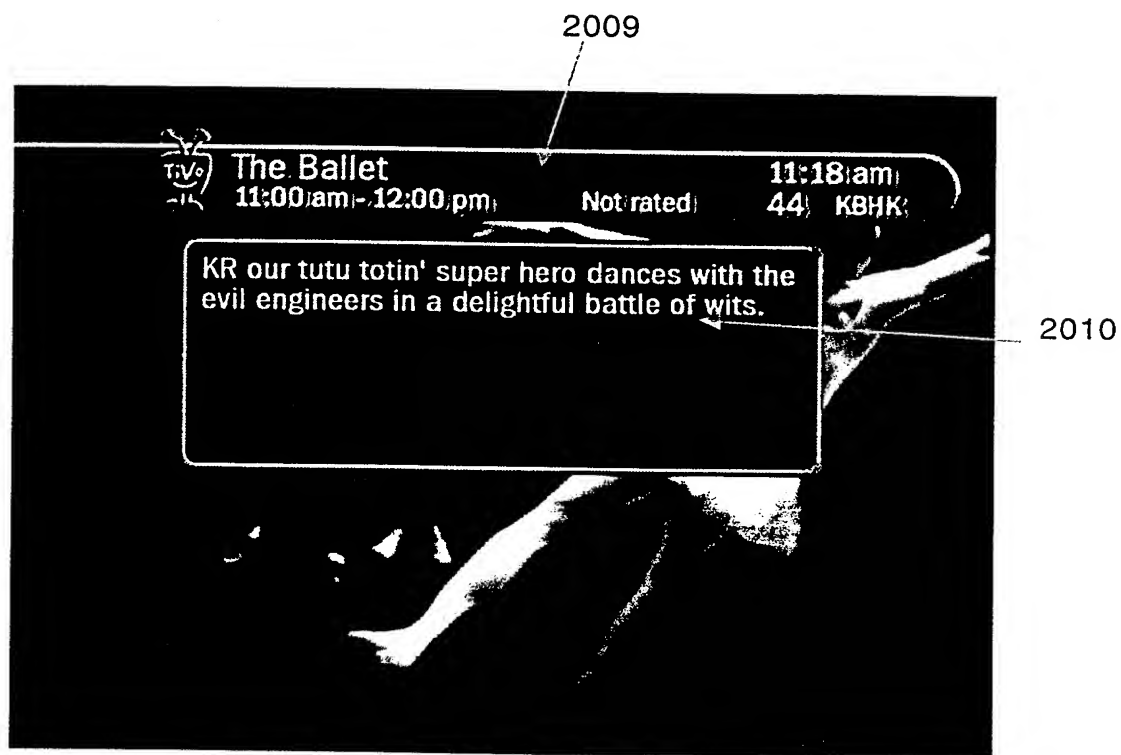 2009
TiVo
The Ballet
11:18 am
11:00 am - 12:00 pm
Not rated
44 KBHK
KR our tutu totin' super hero dances with the
evil engineers in a delightful battle of wits.
2010